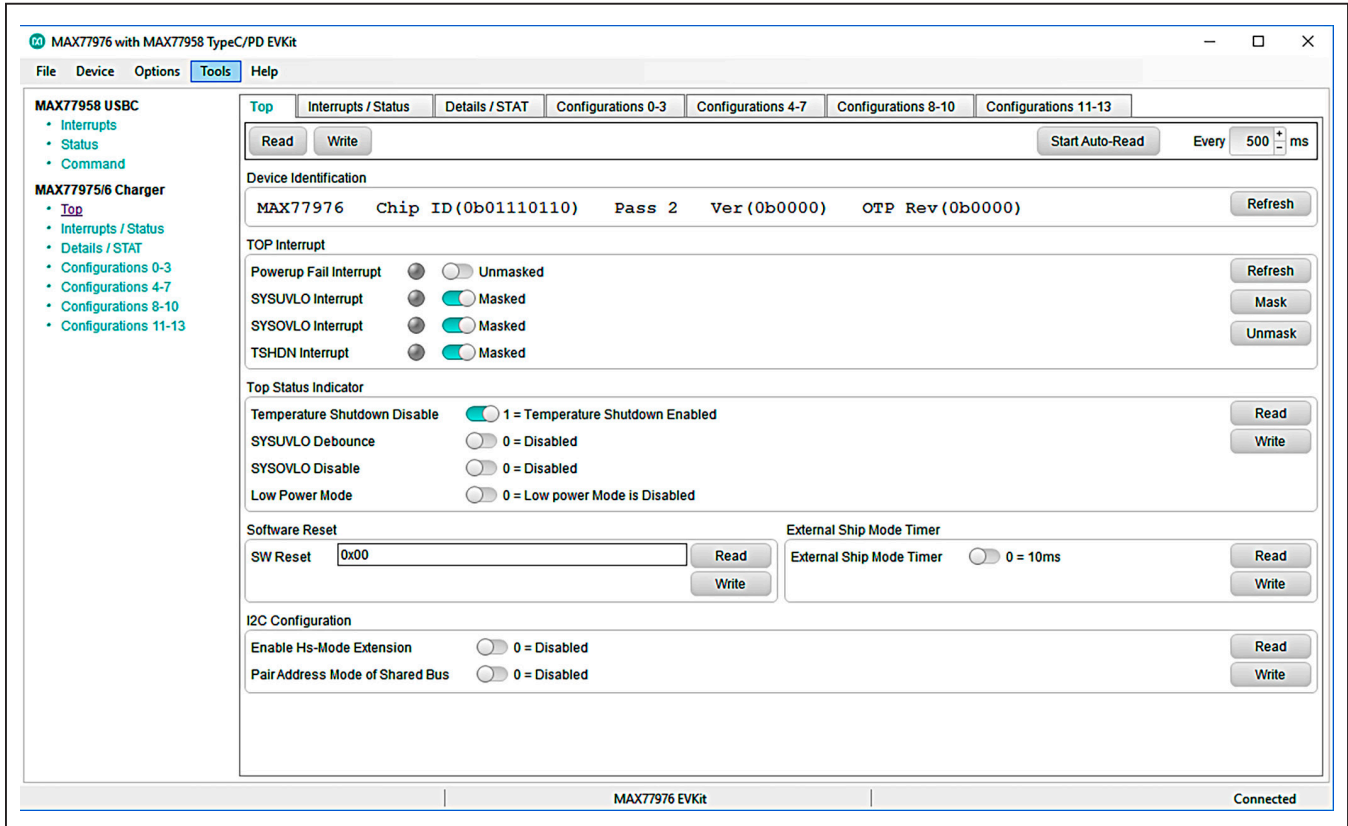 MAX77976 with MAX77958 TypeC/PD EVKit
File Device Options Tools Help
MAX77958 USBC
• Interrupts
• Status
• Command
MAX77975/6 Charger
• Top
• Interrupts / Status
• Details / STAT
• Configurations 0-3
• Configurations 4-7
• Configurations 8-10
• Configurations 11-13
Top Interrupts / Status Details / STAT Configurations 0-3 Configurations 4-7 Configurations 8-10 Configurations 11-13
Read Write Start Auto-Read Every 500 + - ms
Device Identification
MAX77976 Chip ID(0b01110110) Pass 2 Ver(0b0000) OTP Rev(0b0000) Refresh
TOP Interrupt
Powerup Fail Interrupt Unmasked Refresh
SYSUVLO Interrupt Masked Mask
SYSOVLO Interrupt Masked Unmask
TSHDN Interrupt Masked
Top Status Indicator
Temperature Shutdown Disable 1 = Temperature Shutdown Enabled Read
SYSUVLO Debounce 0 = Disabled Write
SYSOVLO Disable 0 = Disabled
Low Power Mode 0 = Low power Mode is Disabled
Software Reset External Ship Mode Timer
SW Reset 0x00 Read External Ship Mode Timer 0 = 10ms Read
Write Write
I2C Configuration
Enable Hs-Mode Extension 0 = Disabled Read
Pair Address Mode of Shared Bus 0 = Disabled Write
MAX77976 EVKit Connected